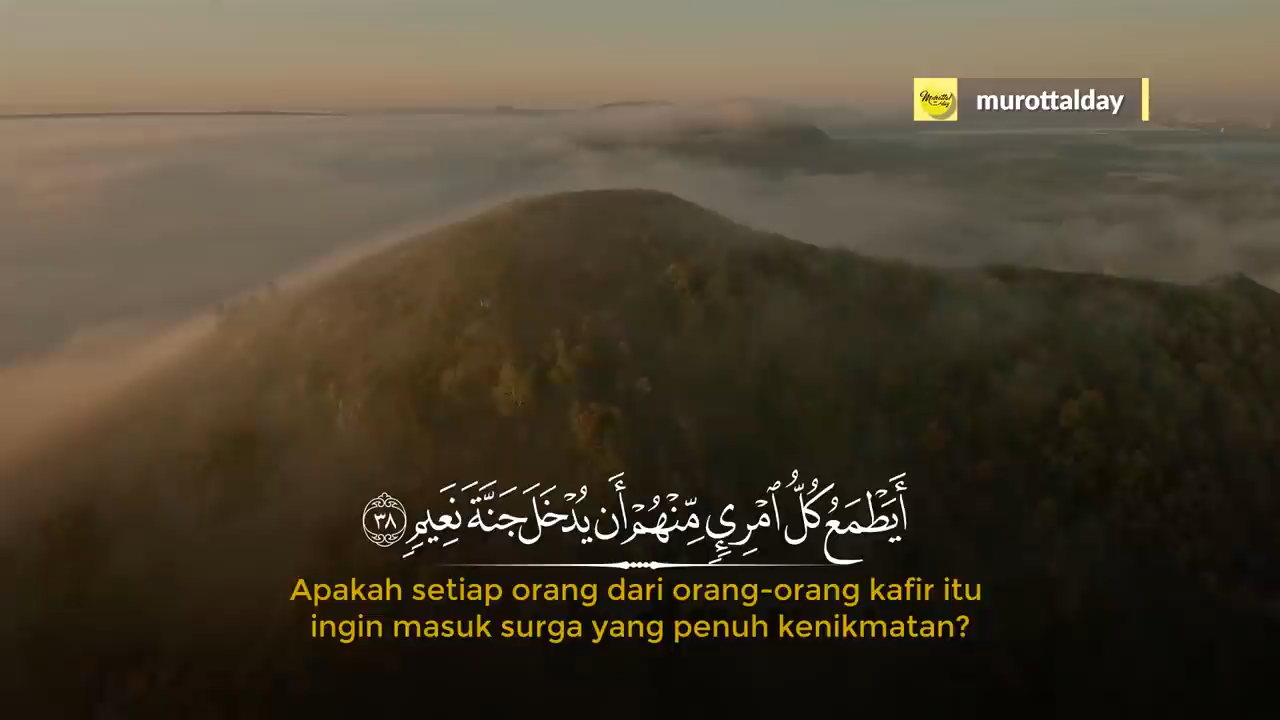 murottalday
أَيَطْمَعُ كُلُّ ٱمْرِئٍ مِّنْهُمْ أَن يُدْخَلَ جَنَّةَ نَعِيمٍ ٣٨
Apakah setiap orang dari orang-orang kafir itu
ingin masuk surga yang penuh kenikmatan?